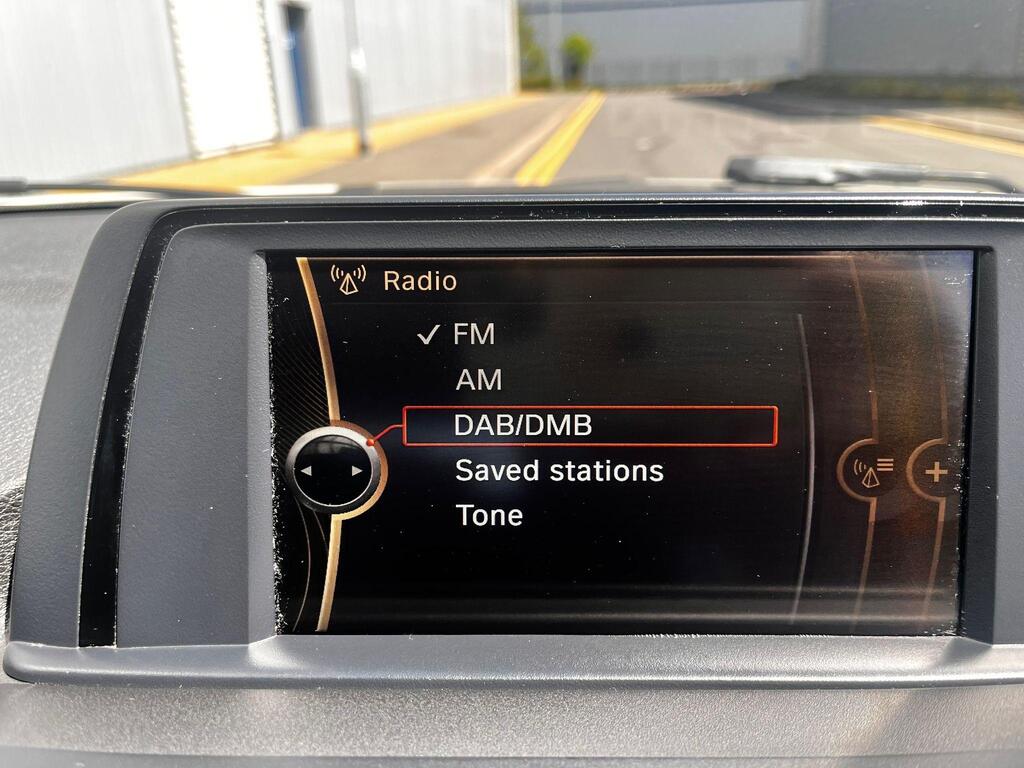 Radio
✓ FM
AM
DAB/DMB
Saved stations
Tone